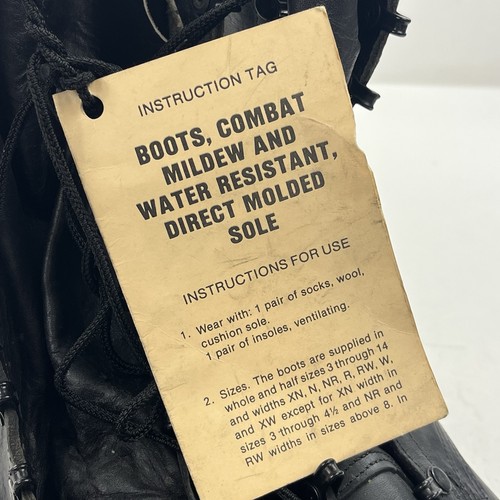 INSTRUCTION TAG
BOOTS, COMBAT
MILDEW AND
WATER RESISTANT,
DIRECT MOLDED
SOLE
INSTRUCTIONS FOR USE
1. Wear with: 1 pair of socks, wool,
cushion sole.
1 pair of insoles, ventilating.
2. Sizes. The boots are supplied in
whole and half sizes 3 through 14
and widths XN, N, NR, R, RW, W,
and XW except for XN width in
sizes 3 through 4½ and NR and
RW widths in sizes above 8. In